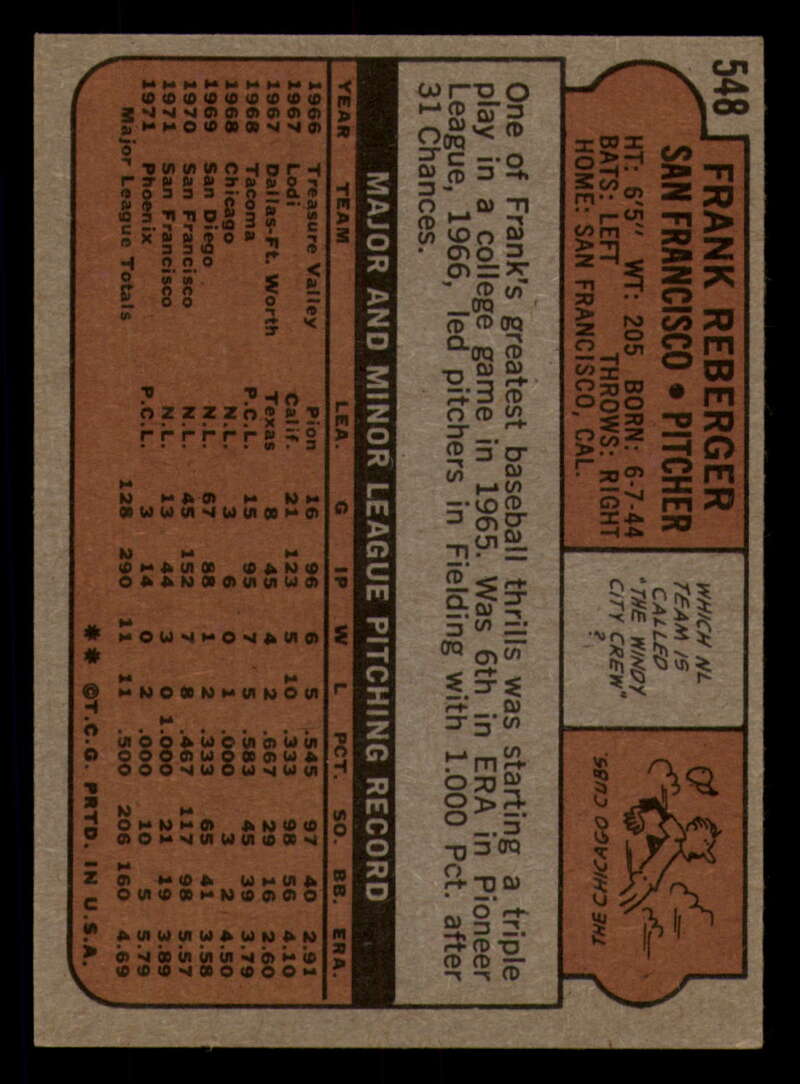 548
FRANK REBERGER
SAN FRANCISCO • PITCHER
HT: 6'5" WT: 205 BORN: 6-7-44
BATS: LEFT THROWS: RIGHT
HOME: SAN FRANCISCO, CAL.
WHICH NL
TEAM IS
CALLED
"THE WINDY
CITY CREW"
?
THE CHICAGO CUBS.
One of Frank's greatest baseball thrills was starting a triple
play in a college game in 1965. Was 6th in ERA in Pioneer
League, 1966, led pitchers in Fielding with 1.000 Pct. after
31 Chances.
MAJOR AND MINOR LEAGUE PITCHING RECORD
YEAR TEAM LEA. G IP W L PCT. SO. BB. ERA.
1966 Treasure Valley Pion 16 96 6 5 .545 97 40 2.91
1967 Lodi Calif. 21 123 5 10 .333 98 56 4.10
1967 Dallas-Ft. Worth Texas 8 45 4 2 .667 29 16 2.60
1968 Tacoma P.C.L. 15 95 7 5 .583 45 39 3.79
1968 Chicago N.L. 3 6 0 1 .000 3 2 4.50
1969 San Diego N.L. 67 88 1 2 .333 65 41 3.58
1970 San Francisco N.L. 45 152 7 8 .467 117 98 5.57
1971 San Francisco N.L. 13 44 3 0 1.000 21 19 3.89
1971 Phoenix P.C.L. 3 14 0 2 .000 10 5 5.79
Major League Totals 128 290 11 11 .500 206 160 4.69
** ©T.C.G. PRTD. IN U.S.A.